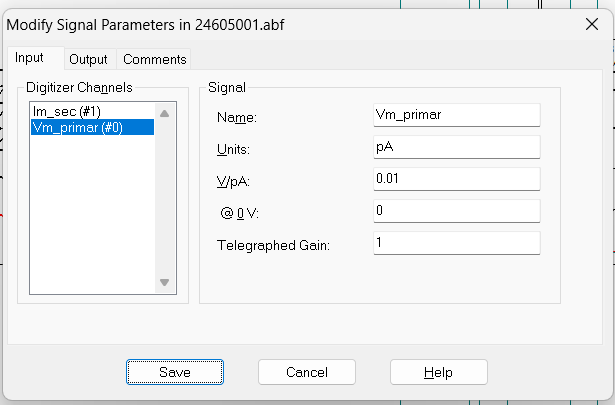 Modify Signal Parameters in 24605001.abf
Input Output Comments
Digitizer Channels
Im_sec (#1)
Vm_primar (#0)
Signal
Name: Vm_primar
Units: pA
V/pA: 0.01
@ 0 V: 0
Telegraphed Gain: 1
Save Cancel Help